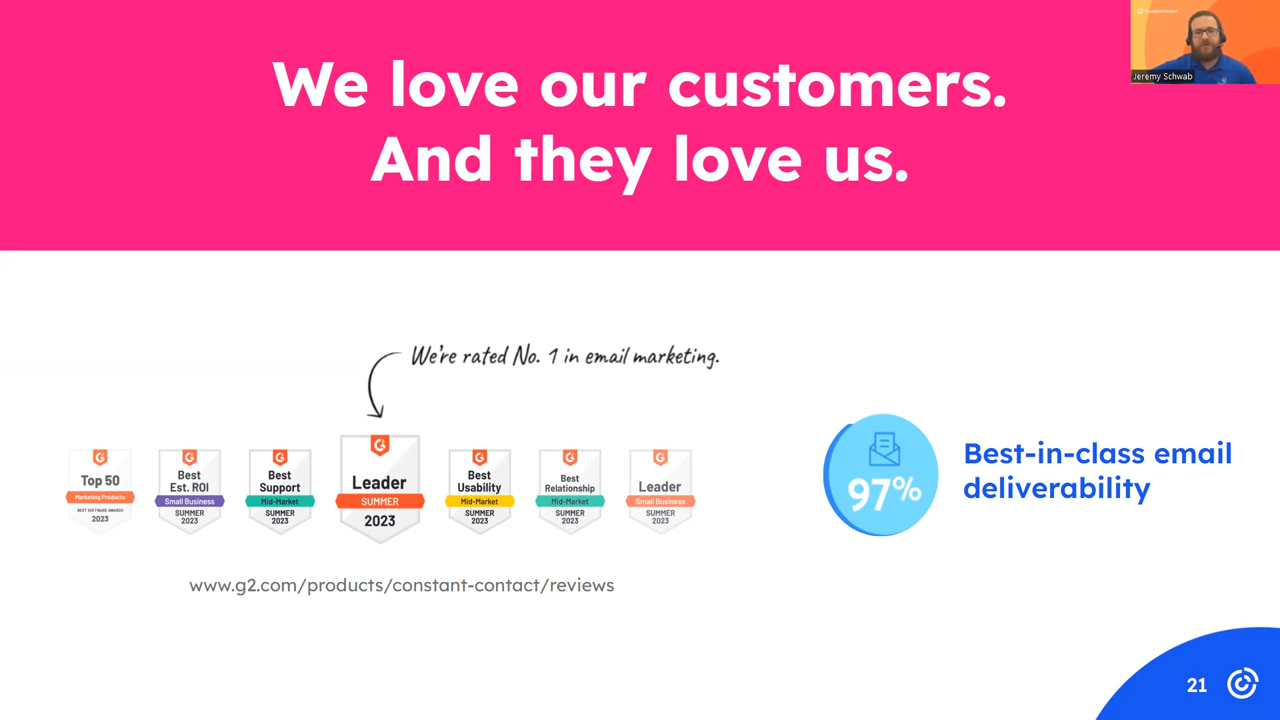 We love our customers.
And they love us.
Jeremy Schwab
We're rated No. 1 in email marketing.
Top 50
Marketing Products
BEST SOFTWARE AWARDS
2023
Best
Est. ROI
Small Business
SUMMER
2023
Best
Support
Mid-Market
SUMMER
2023
Leader
SUMMER
2023
Best
Usability
Mid-Market
SUMMER
2023
Best
Relationship
Mid-Market
SUMMER
2023
Leader
Small Business
SUMMER
2023
97%
Best-in-class email
deliverability
www.g2.com/products/constant-contact/reviews
21